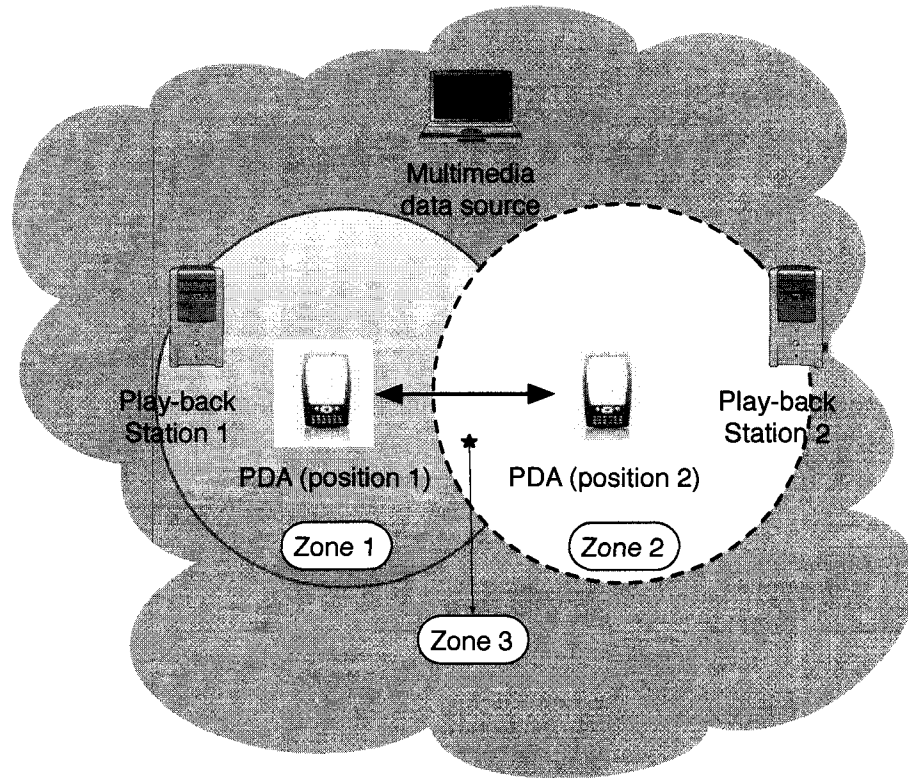 Multimedia
data source
Play-back
Station 1
Play-back
Station 2
PDA (position 1)
PDA (position 2)
Zone 1
Zone 2
Zone 3